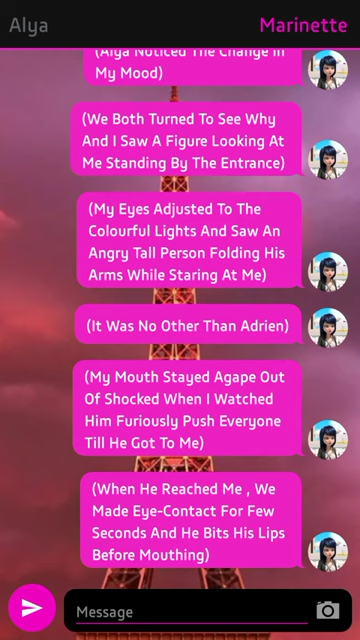 Alya
Marinette
(Alya Noticed The Change In
My Mood)
(We Both Turned To See Why
And I Saw A Figure Looking At
Me Standing By The Entrance)
(My Eyes Adjusted To The
Colourful Lights And Saw An
Angry Tall Person Folding His
Arms While Staring At Me)
(It Was No Other Than Adrien)
(My Mouth Stayed Agape Out
Of Shocked When I Watched
Him Furiously Push Everyone
Till He Got To Me)
(When He Reached Me , We
Made Eye-Contact For Few
Seconds And He Bits His Lips
Before Mouthing)
Message